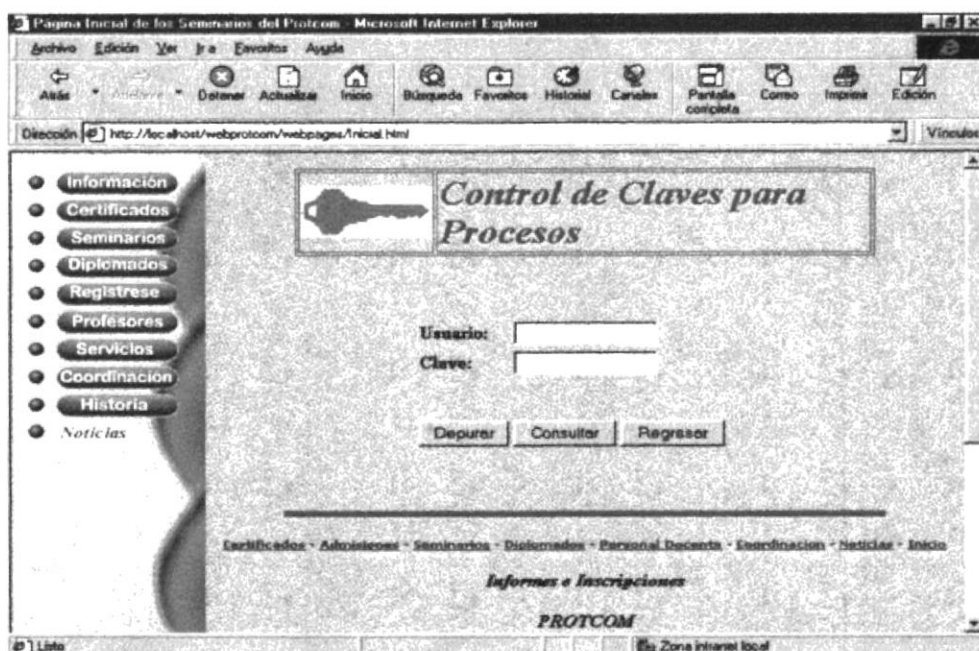 Página Inicial de los Seminarios del Protcom - Microsoft Internet Explorer
Archivo Edición Ver Ir a Favoritos Ayuda
Atrás Adelante Detener Actualizar Inicio Búsqueda Favoritos Historial Canales Pantalla completa Correo Imprimir Edición
Dirección http://localhost/webprotcom/webpages/Inicial.html Vínculos
Información
Certificados
Seminarios
Diplomados
Regístrese
Profesores
Servicios
Coordinación
Historia
Noticias
Control de Claves para
Procesos
Usuario:
Clave:
Depurar Consultar Regresar
Certificados - Admisiones - Seminarios - Diplomados - Personal Docente - Coordinacion - Noticias - Inicio
Informes e Inscripciones
PROTCOM
Listo Zona intranet local